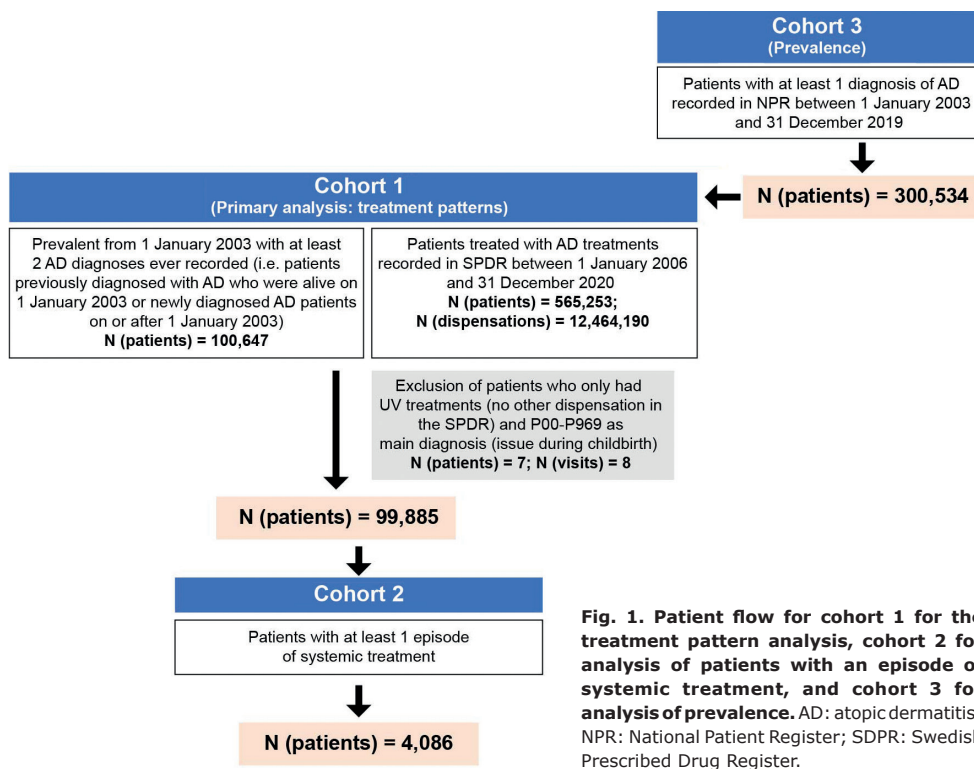 Cohort 3
(Prevalence)
Patients with at least 1 diagnosis of AD
recorded in NPR between 1 January 2003
and 31 December 2019
N (patients) = 300,534
Cohort 1
(Primary analysis: treatment patterns)
Prevalent from 1 January 2003 with at least
2 AD diagnoses ever recorded (i.e. patients
previously diagnosed with AD who were alive on
1 January 2003 or newly diagnosed AD patients
on or after 1 January 2003)
N (patients) = 100,647
Patients treated with AD treatments
recorded in SPDR between 1 January 2006
and 31 December 2020
N (patients) = 565,253;
N (dispensations) = 12,464,190
Exclusion of patients who only had
UV treatments (no other dispensation in
the SPDR) and P00-P969 as
main diagnosis (issue during childbirth)
N (patients) = 7; N (visits) = 8
N (patients) = 99,885
Cohort 2
Patients with at least 1 episode
of systemic treatment
N (patients) = 4,086
Fig. 1. Patient flow for cohort 1 for the
treatment pattern analysis, cohort 2 fo
analysis of patients with an episode o
systemic treatment, and cohort 3 fo
analysis of prevalence. AD: atopic dermatitis
NPR: National Patient Register; SDPR: Swedish
Prescribed Drug Register.